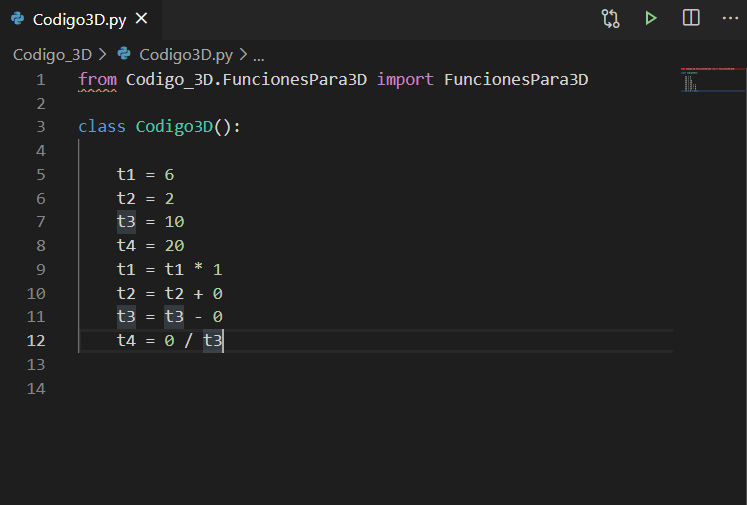 Codigo3D.py
Codigo_3D > Codigo3D.py > ...
1 from Codigo_3D.FuncionesPara3D import FuncionesPara3D
2
3 class Codigo3D():
4
5 t1 = 6
6 t2 = 2
7 t3 = 10
8 t4 = 20
9 t1 = t1 * 1
10 t2 = t2 + 0
11 t3 = t3 - 0
12 t4 = 0 / t3
13
14